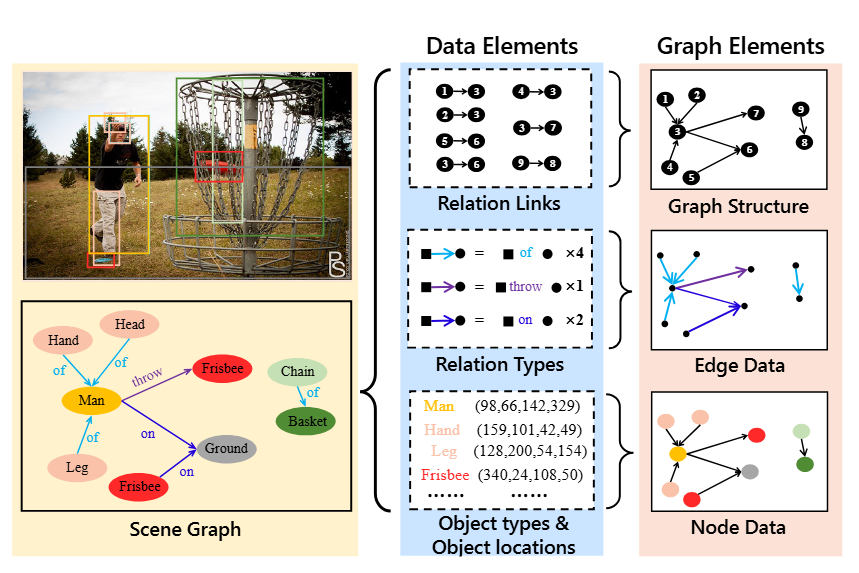 Data Elements
Graph Elements
PS
1 3
4 3
2 3
3 7
5 6
3 6
9 8
Relation Links
1
2
3
4
5
6
7
8
9
Graph Structure
= of ×4
= throw ×1
= on ×2
Relation Types
Edge Data
Hand
Head
of
of
throw
Frisbee
Man
of
on
Leg
Frisbee
on
Ground
Chain
of
Basket
Scene Graph
Man (98,66,142,329)
Hand (159,101,42,49)
Leg (128,200,54,154)
Frisbee (340,24,108,50)
...... ......
Object types &
Object locations
Node Data